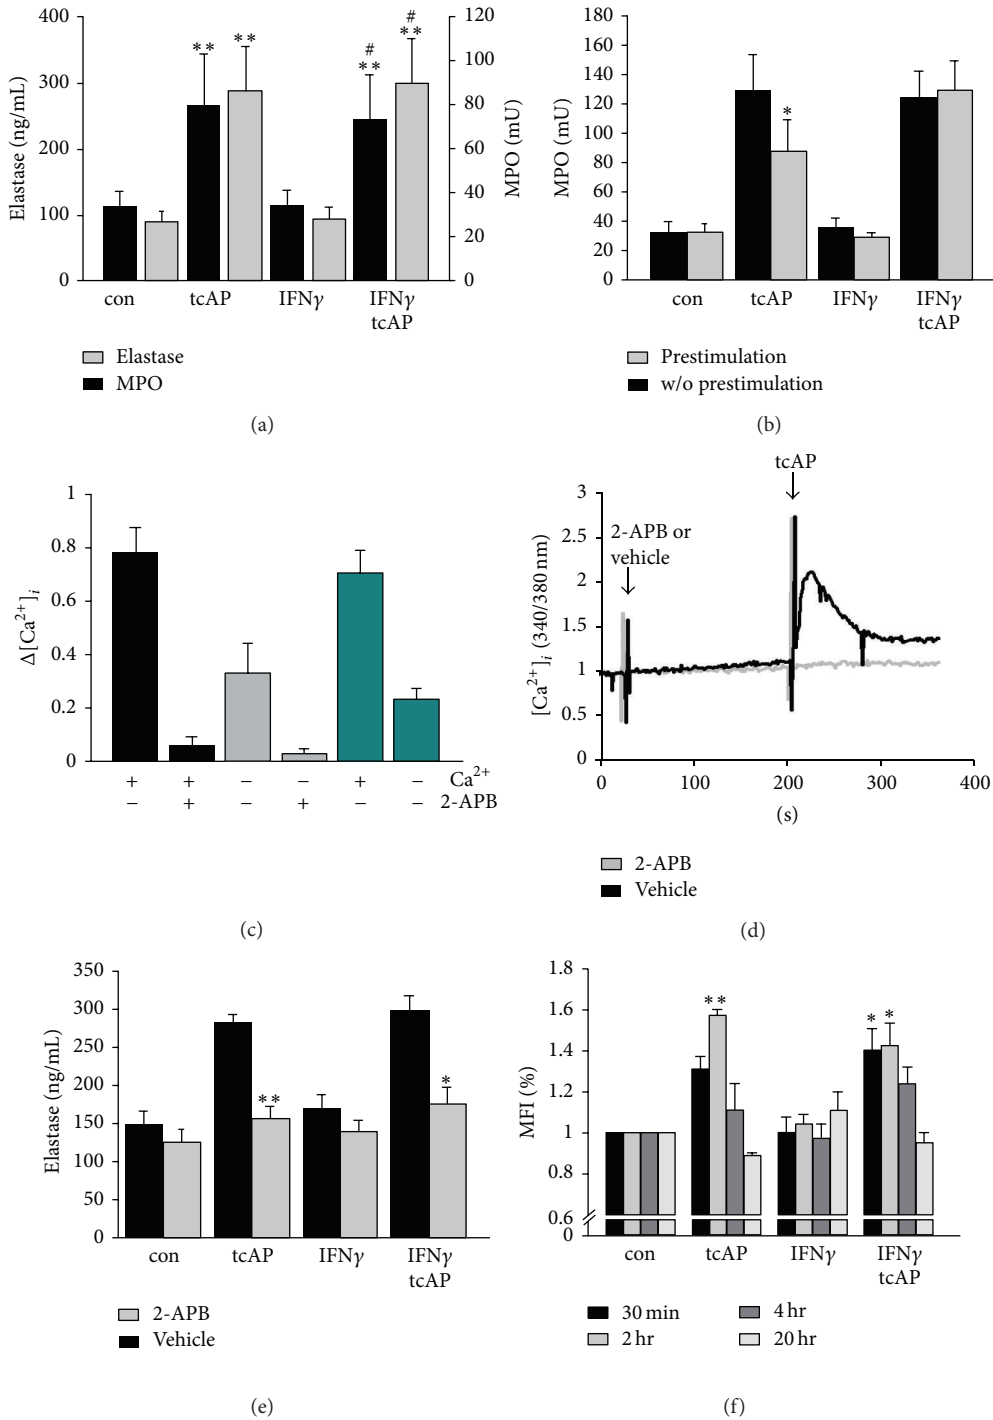 400
300
200
100
0
Elastase (ng/mL)
120
100
80
60
40
20
0
MPO (mU)
** ** # ** # **
con tcAP IFNγ IFNγ
tcAP
Elastase
MPO
(a)
180
160
140
120
100
80
60
40
20
0
MPO (mU)
*
con tcAP IFNγ IFNγ
tcAP
Prestimulation
w/o prestimulation
(b)
1
0.8
0.6
0.4
0.2
0
Δ[Ca²⁺]ᵢ
+ + − − + − Ca²⁺
− + − + − − 2-APB
(c)
tcAP
2-APB or
vehicle
3
2.5
2
1.5
1
0.5
0
[Ca²⁺]ᵢ (340/380 nm)
0 100 200 300 400
(s)
2-APB
Vehicle
(d)
350
300
250
200
150
100
50
0
Elastase (ng/mL)
** *
con tcAP IFNγ IFNγ
tcAP
2-APB
Vehicle
(e)
1.8
1.6
1.4
1.2
1
0.8
0.6
0
MFI (%)
** * *
con tcAP IFNγ IFNγ
tcAP
30 min 4 hr
2 hr 20 hr
(f)